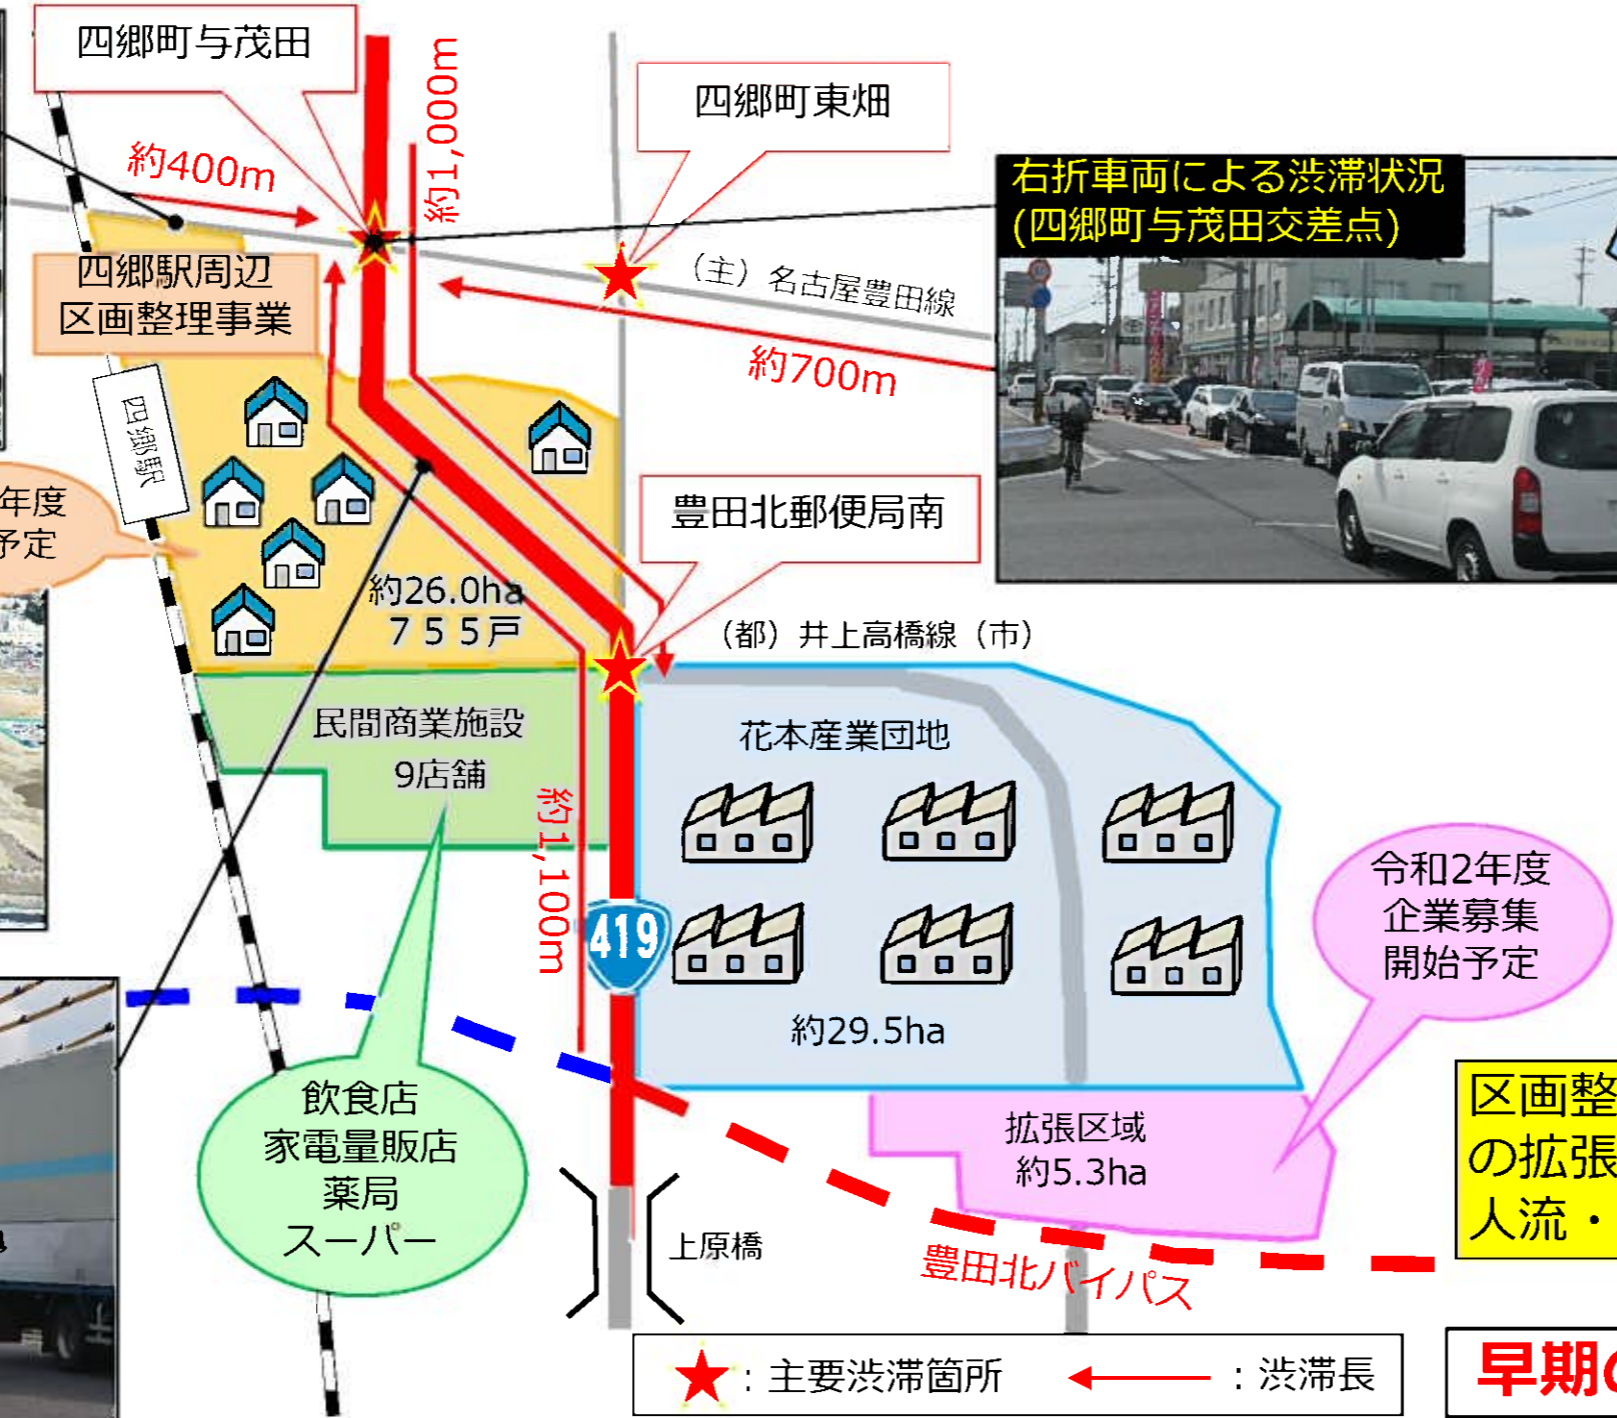 四郷町与茂田
約1,000m
四郷町東畑
約400m
右折車両による渋滞状況
(四郷町与茂田交差点)
四郷駅周辺
区画整理事業
（主）名古屋豊田線
約700m
四郷駅
年度
予定
豊田北郵便局南
約26.0ha
７５５戸
（都）井上高橋線（市）
民間商業施設
9店舗
花本産業団地
約1,100m
419
令和2年度
企業募集
開始予定
約29.5ha
飲食店
家電量販店
薬局
スーパー
拡張区域
約5.3ha
区画整
の拡張
人流・
上原橋
豊田北バイパス
★：主要渋滞箇所
：渋滞長
早期の